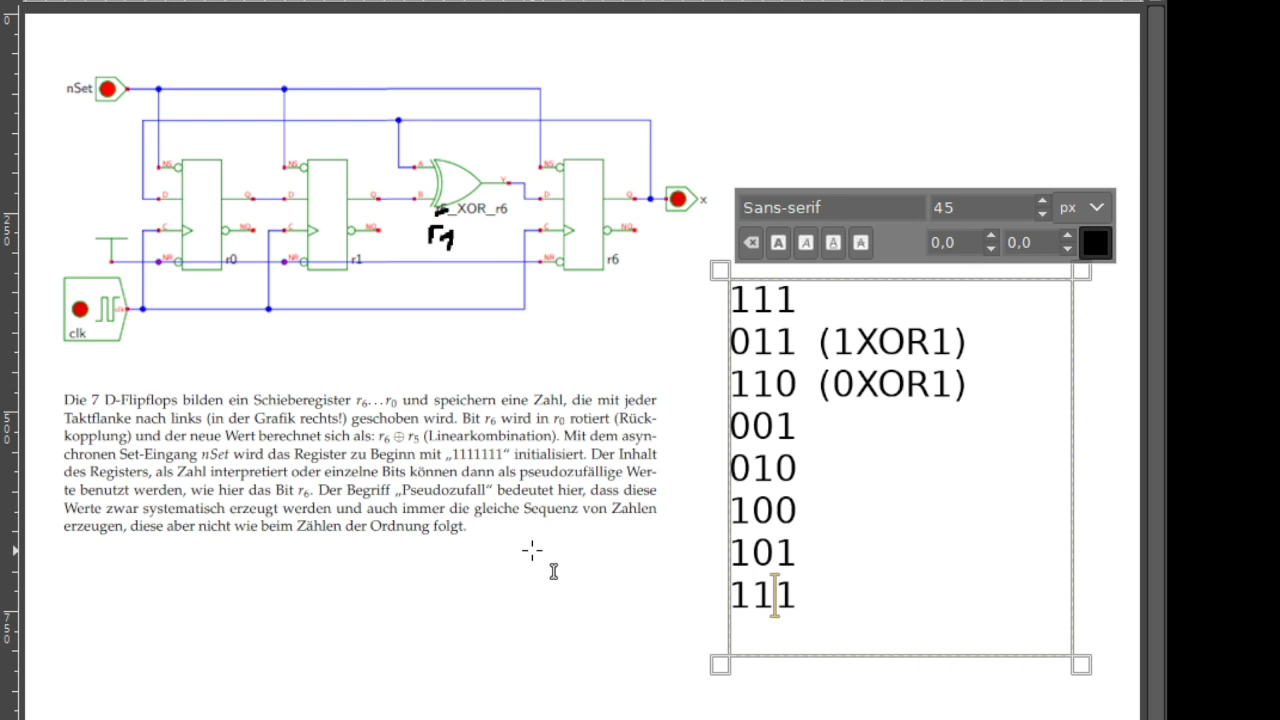 nSet
NS
NS
A
NS
D
Q
D
Q
B
Y
D
Q
x
r5_XOR_r6
r1
C
NQ
C
NQ
C
NQ
NR
r0
NR
r1
NR
r6
clk
clk
Die 7 D-Flipflops bilden ein Schieberegister r6…r0 und speichern eine Zahl, die mit jeder
Taktflanke nach links (in der Grafik rechts!) geschoben wird. Bit r6 wird in r0 rotiert (Rück-
kopplung) und der neue Wert berechnet sich als: r6 ⊕ r5 (Linearkombination). Mit dem asyn-
chronen Set-Eingang nSet wird das Register zu Beginn mit „1111111“ initialisiert. Der Inhalt
des Registers, als Zahl interpretiert oder einzelne Bits können dann als pseudozufällige Wer-
te benutzt werden, wie hier das Bit r6. Der Begriff „Pseudozufall“ bedeutet hier, dass diese
Werte zwar systematisch erzeugt werden und auch immer die gleiche Sequenz von Zahlen
erzeugen, diese aber nicht wie beim Zählen der Ordnung folgt.
Sans-serif
45
px
0,0
0,0
111
011 (1XOR1)
110 (0XOR1)
001
010
100
101
111
0
250
500
750